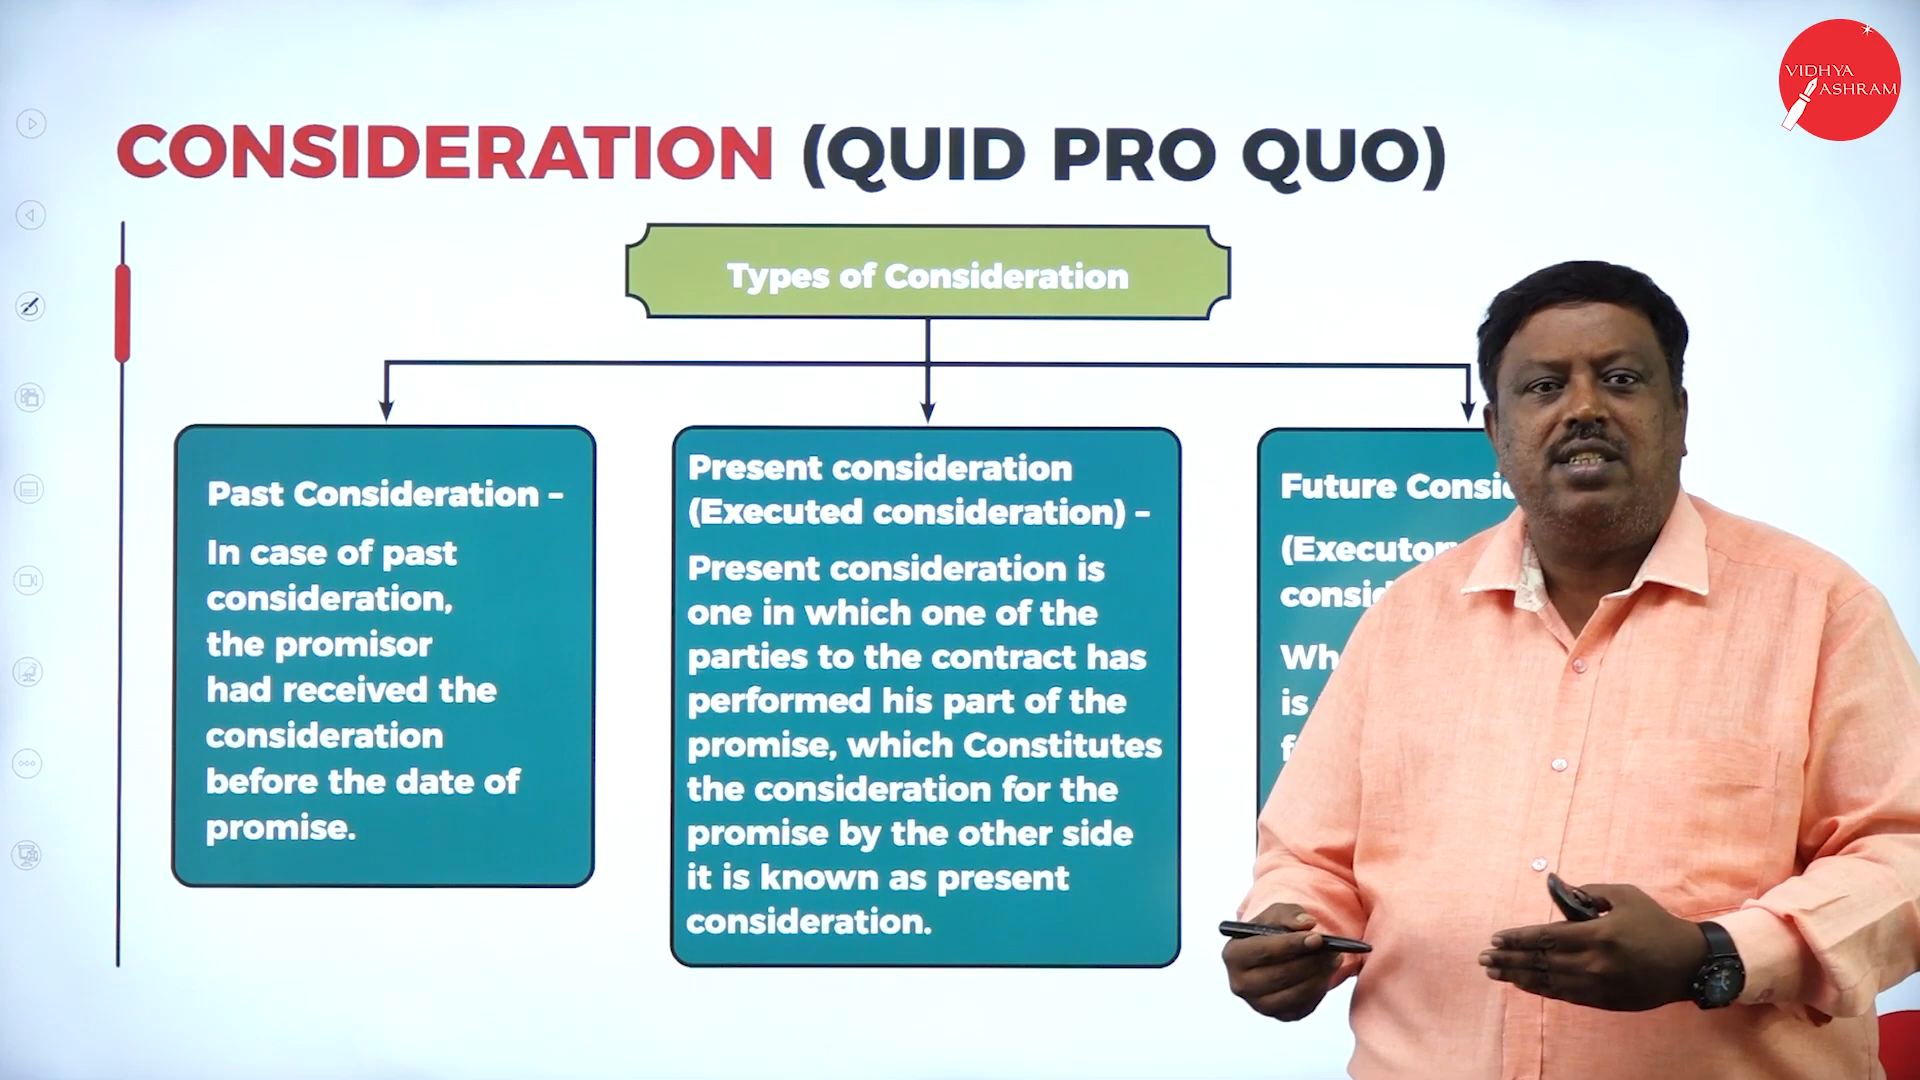 VIDHYA
ASHRAM
CONSIDERATION (QUID PRO QUO)
Types of Consideration
Past Consideration –
In case of past
consideration,
the promisor
had received the
consideration
before the date of
promise.
Present consideration
(Executed consideration) –
Present consideration is
one in which one of the
parties to the contract has
performed his part of the
promise, which Constitutes
the consideration for the
promise by the other side
it is known as present
consideration.
Future
is